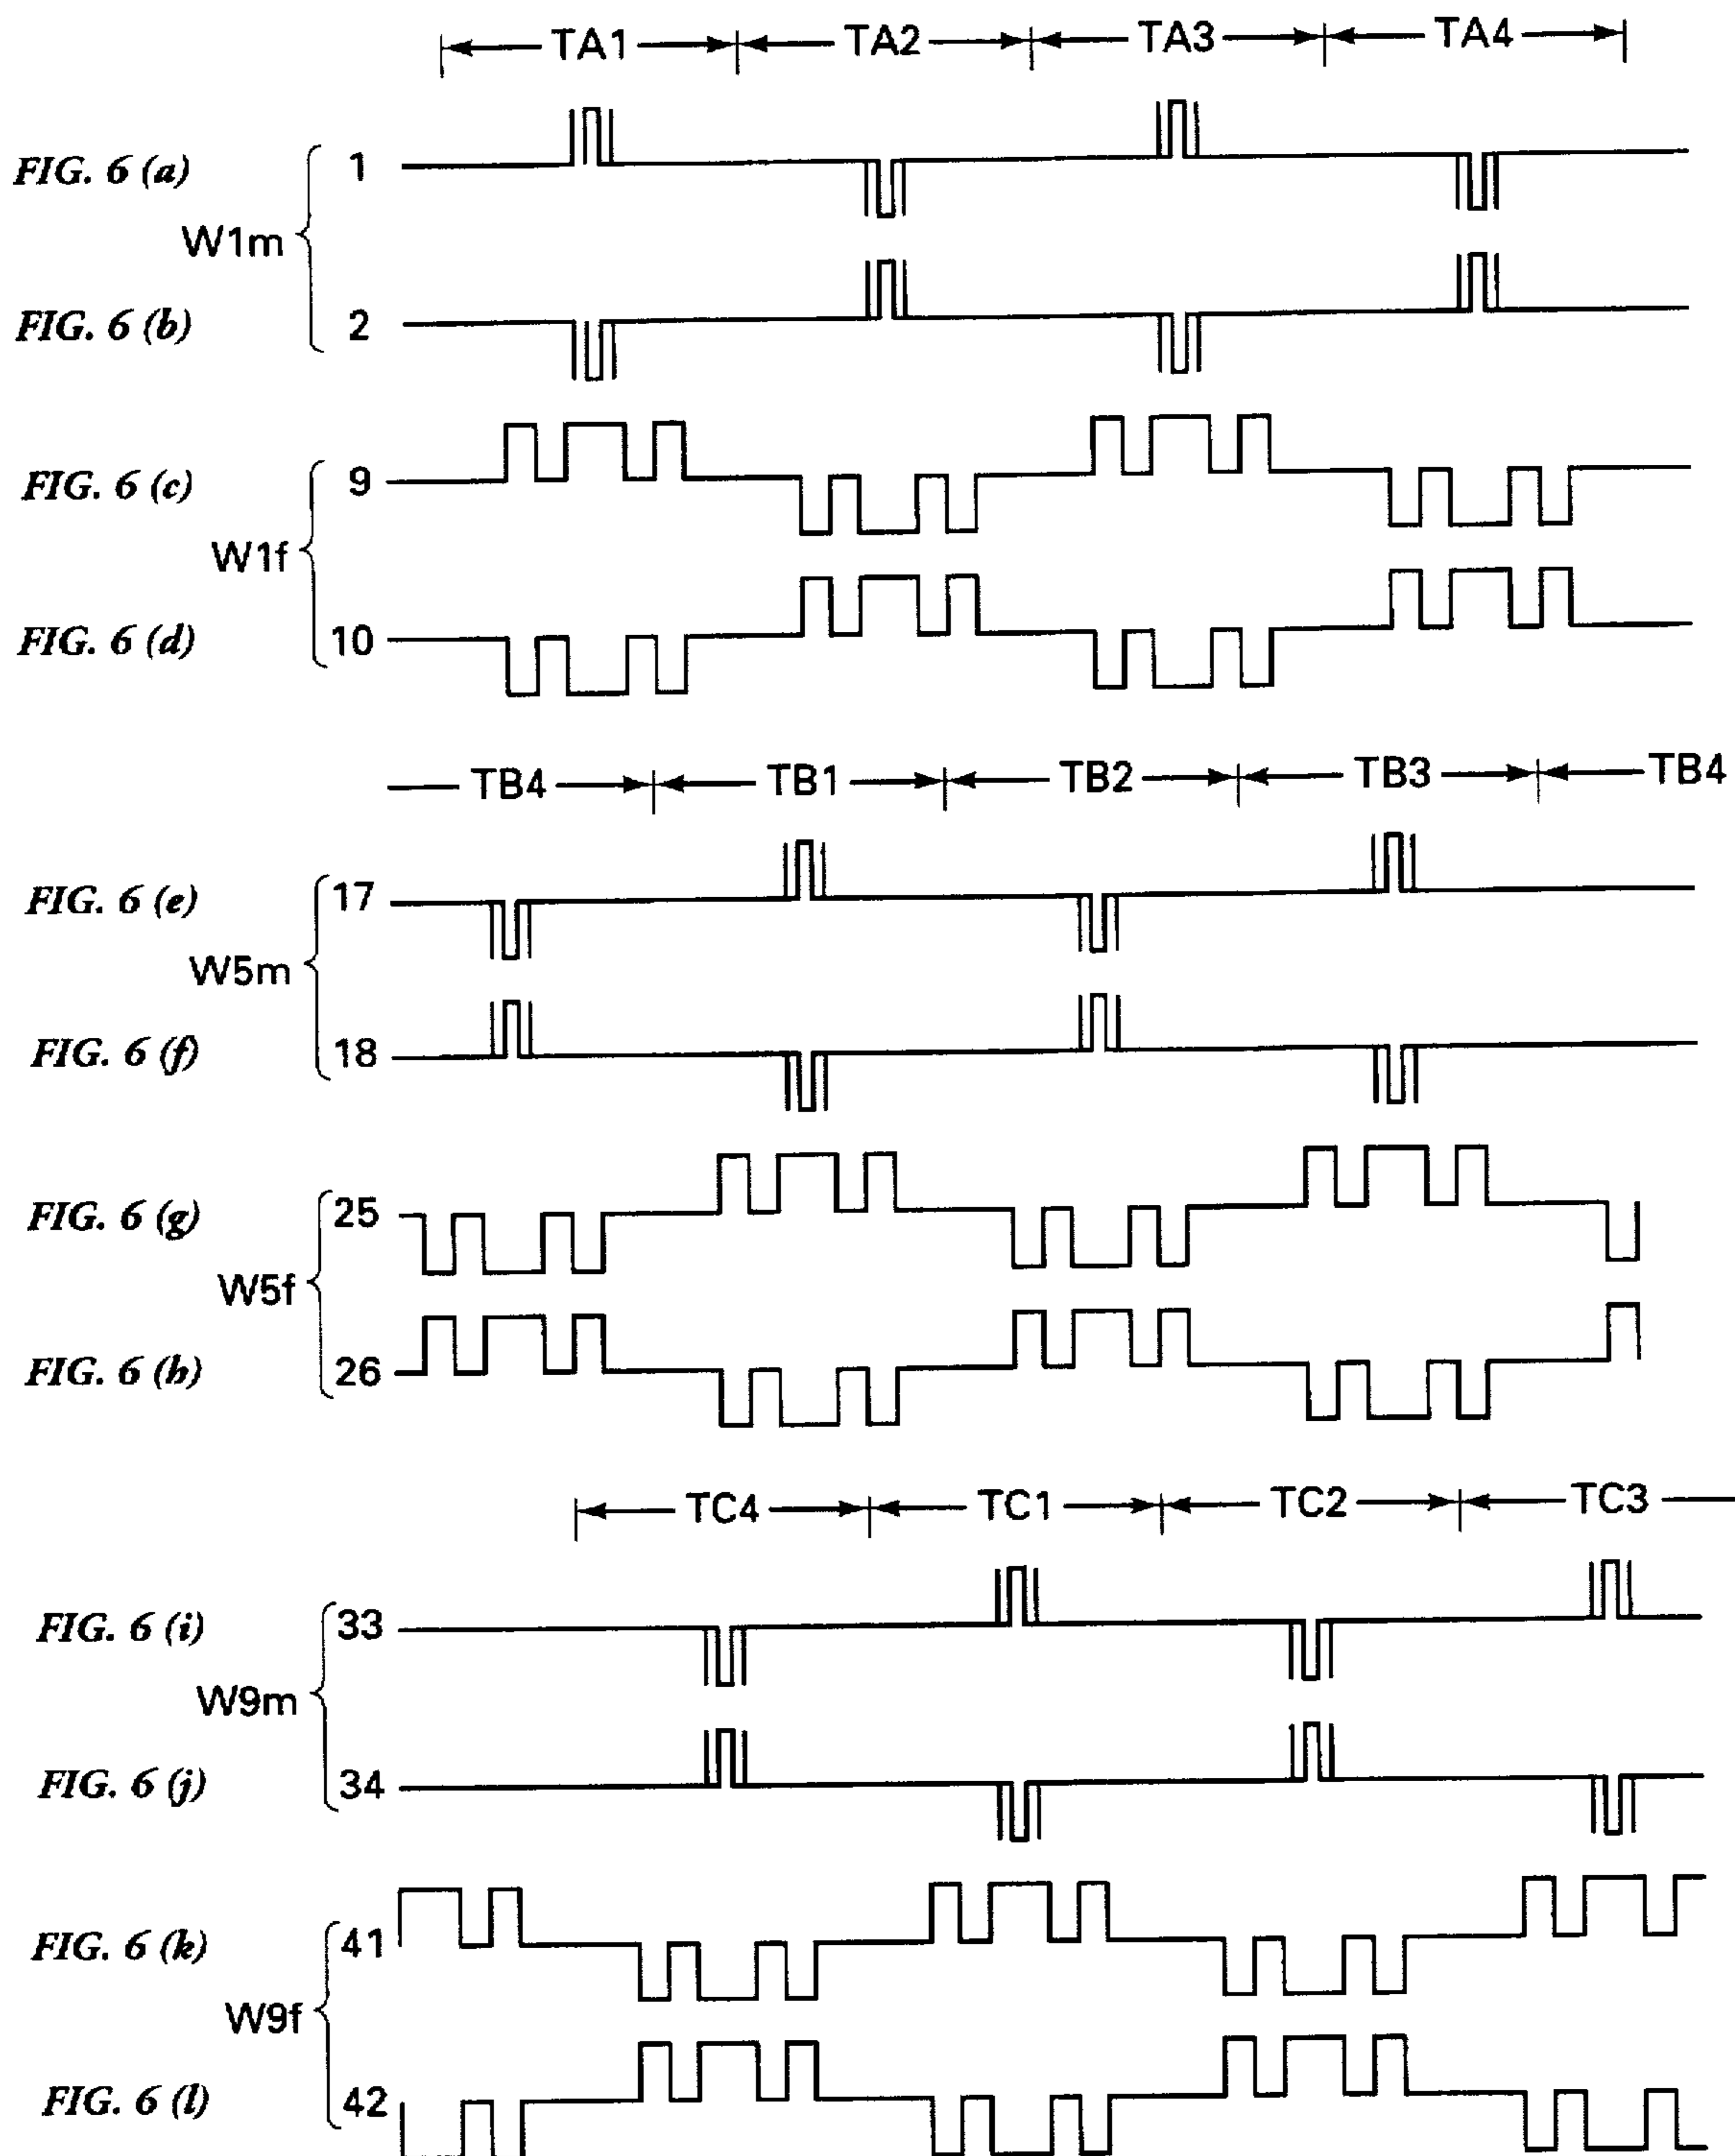 TA1 TA2 TA3 TA4
FIG. 6 (a) 1
W1m
FIG. 6 (b) 2
FIG. 6 (c) 9
W1f
FIG. 6 (d) 10
TB4 TB1 TB2 TB3 TB4
FIG. 6 (e) 17
W5m
FIG. 6 (f) 18
FIG. 6 (g) 25
W5f
FIG. 6 (h) 26
TC4 TC1 TC2 TC3
FIG. 6 (i) 33
W9m
FIG. 6 (j) 34
FIG. 6 (k) 41
W9f
FIG. 6 (l) 42